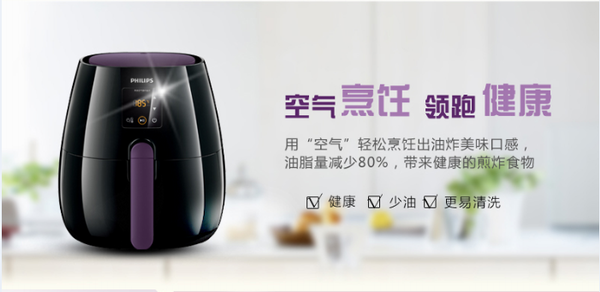 PHILIPS
185
空气烹饪 领跑健康
用“空气”轻松烹饪出油炸美味口感，
油脂量减少80%，带来健康的煎炸食物
健康 少油 更易清洗